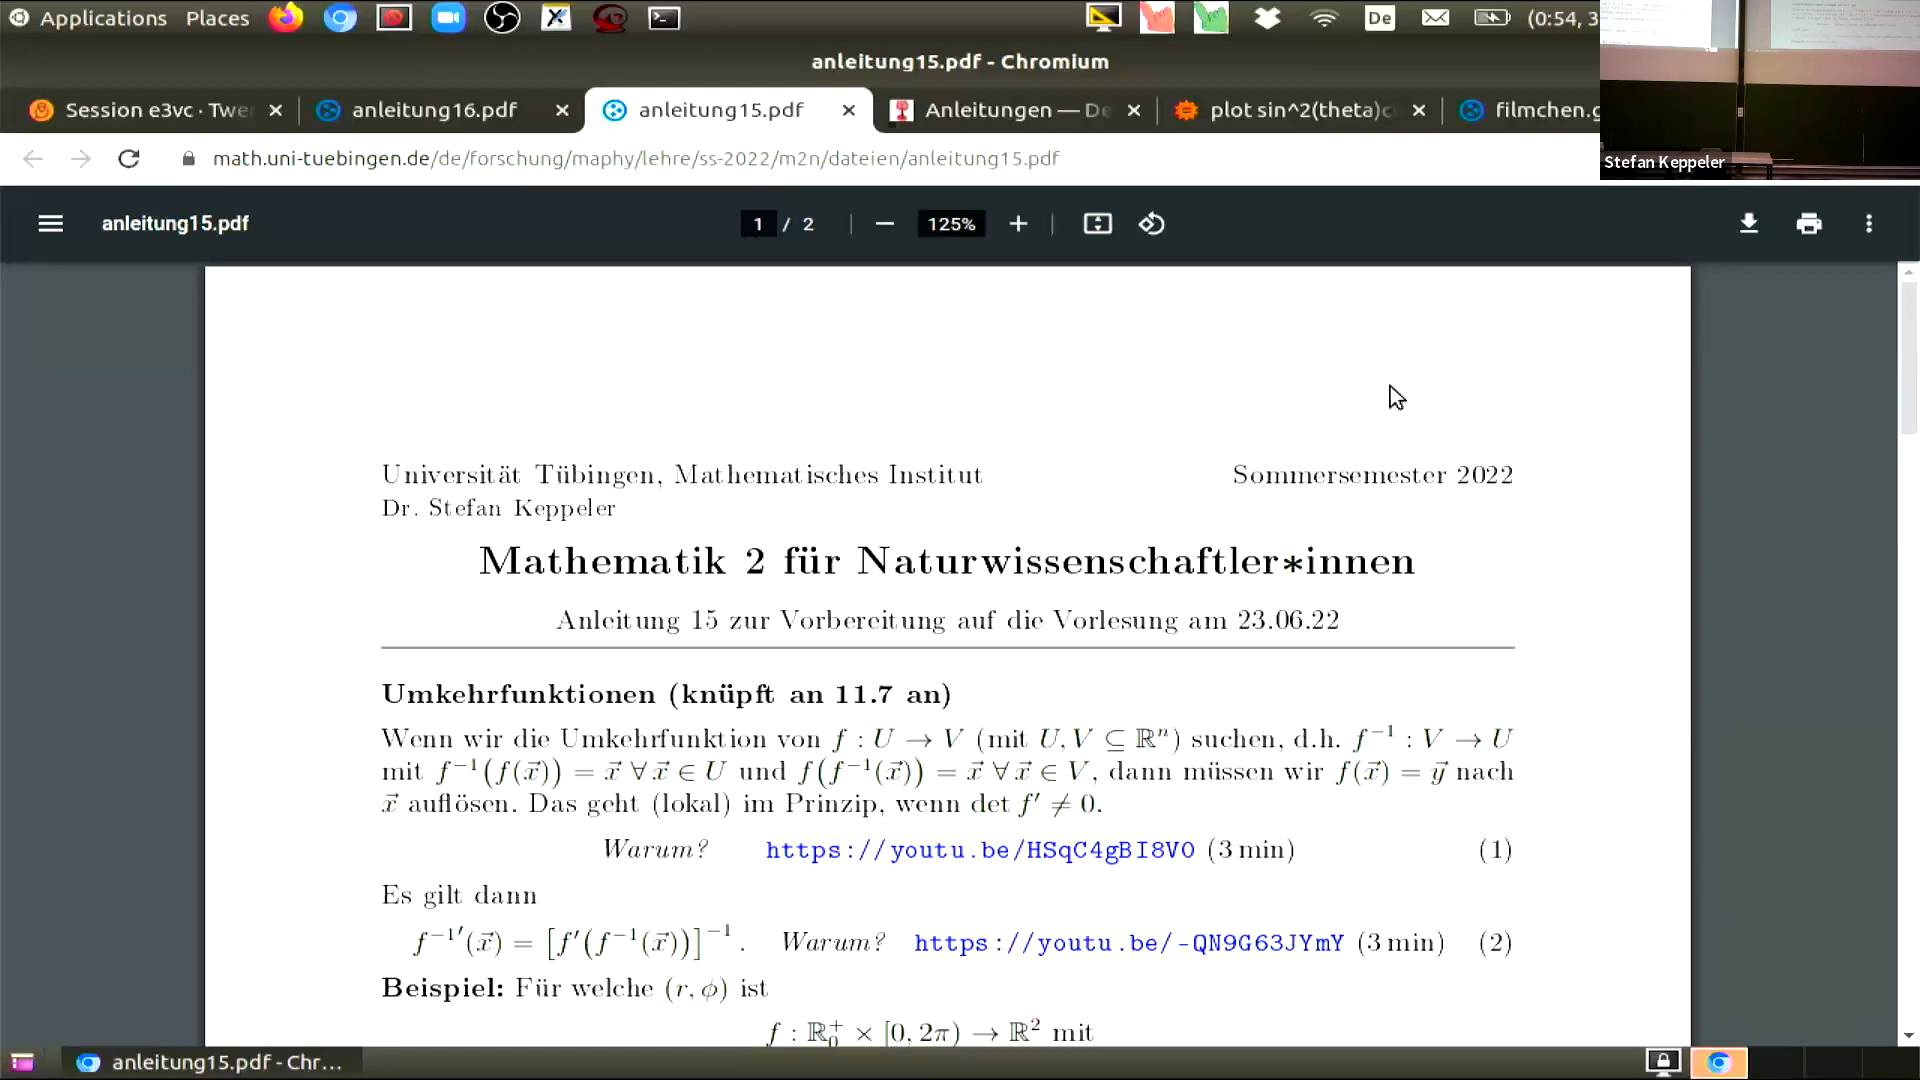 Applications Places De (0:54, 3
anleitung15.pdf - Chromium
Session e3vc · Twe anleitung16.pdf anleitung15.pdf Anleitungen — De plot sin^2(theta)c filmchen.g
math.uni-tuebingen.de/de/forschung/maphy/lehre/ss-2022/m2n/dateien/anleitung15.pdf
Stefan Keppeler
anleitung15.pdf 1 / 2 125%
Universität Tübingen, Mathematisches Institut Sommersemester 2022
Dr. Stefan Keppeler
Mathematik 2 für Naturwissenschaftler*innen
Anleitung 15 zur Vorbereitung auf die Vorlesung am 23.06.22
Umkehrfunktionen (knüpft an 11.7 an)
Wenn wir die Umkehrfunktion von f : U → V (mit U, V ⊆ ℝⁿ) suchen, d.h. f⁻¹ : V → U
mit f⁻¹(f(x⃗)) = x⃗ ∀ x⃗ ∈ U und f(f⁻¹(x⃗)) = x⃗ ∀ x⃗ ∈ V, dann müssen wir f(x⃗) = y⃗ nach
x⃗ auflösen. Das geht (lokal) im Prinzip, wenn det f′ ≠ 0.
Warum? https://youtu.be/HSqC4gBI8V0 (3 min) (1)
Es gilt dann
f⁻¹′(x⃗) = [f′(f⁻¹(x⃗))]⁻¹ . Warum? https://youtu.be/-QN9G63JYmY (3 min) (2)
Beispiel: Für welche (r, ϕ) ist
f : ℝ₀⁺ × [0, 2π) → ℝ² mit
anleitung15.pdf - Chr...